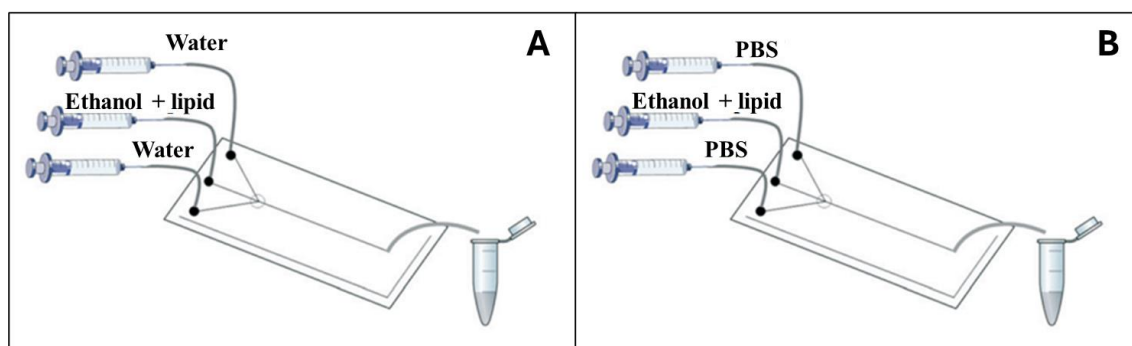 Water
A
Ethanol + lipid
Water
PBS
B
Ethanol + lipid
PBS